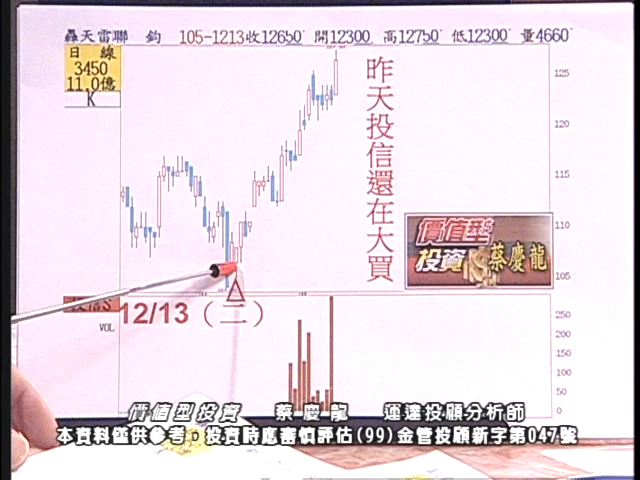 轟天雷聯 鈞 105-1213收12650 開12300 高12750 低12300 量4660
日 線
3450
11.0億
K
昨天投信還在大買
125
120
115
110
105
價值型
投資 蔡慶龍
12/13(二)
VOL
250
200
150
100
50
0
價值型投資 蔡慶龍 運達投顧分析師
本資料僅供參考，投資時應審慎評估(99)金管投顧新字第047號